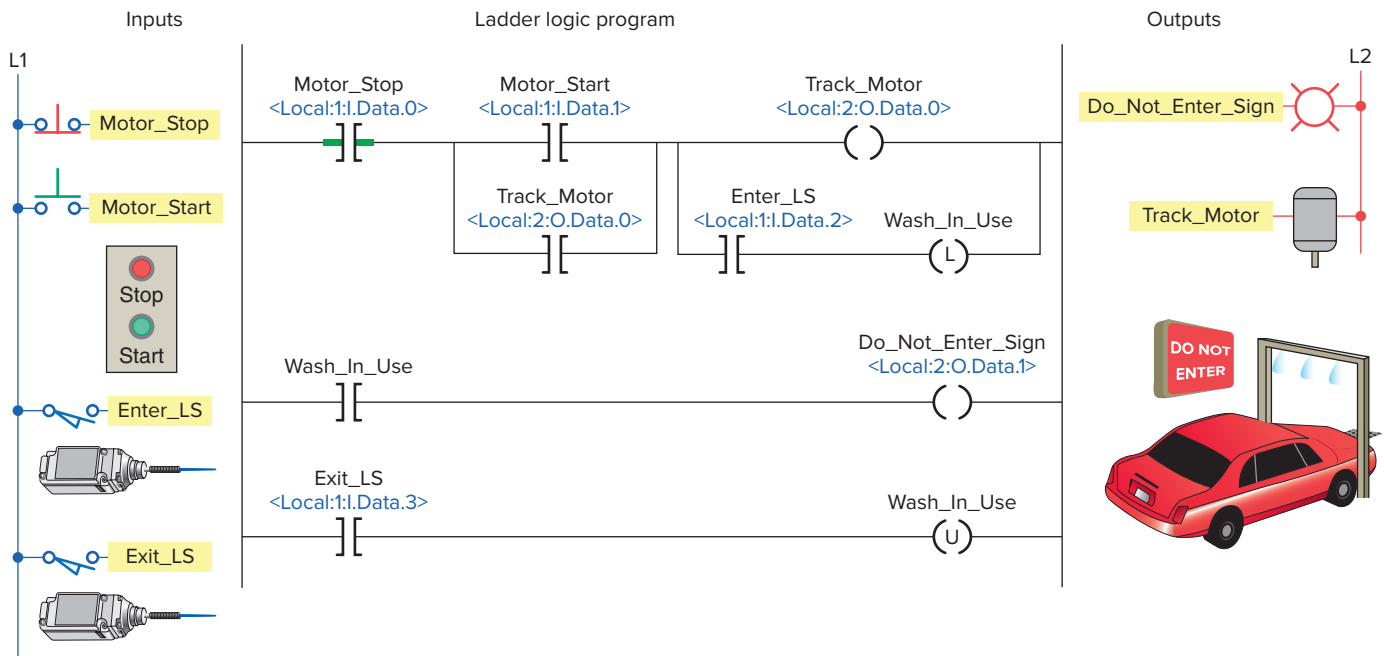 Inputs
Ladder logic program
Outputs
L1
L2
Motor_Stop
<Local:1:I.Data.0>
Motor_Start
<Local:1:I.Data.1>
Track_Motor
<Local:2:O.Data.0>
Motor_Stop
Do_Not_Enter_Sign
Motor_Start
Track_Motor
<Local:2:O.Data.0>
Enter_LS
<Local:1:I.Data.2>
Wash_In_Use
L
Track_Motor
Stop
Start
Wash_In_Use
Do_Not_Enter_Sign
<Local:2:O.Data.1>
DO NOT
ENTER
Enter_LS
Exit_LS
<Local:1:I.Data.3>
Wash_In_Use
U
Exit_LS